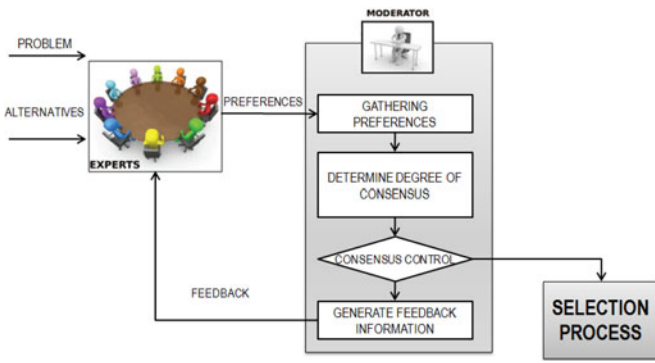 MODERATOR
PROBLEM
ALTERNATIVES
EXPERTS
PREFERENCES
GATHERING
PREFERENCES
DETERMINE DEGREE OF
CONSENSUS
CONSENSUS CONTROL
FEEDBACK
GENERATE FEEDBACK
INFORMATION
SELECTION
PROCESS